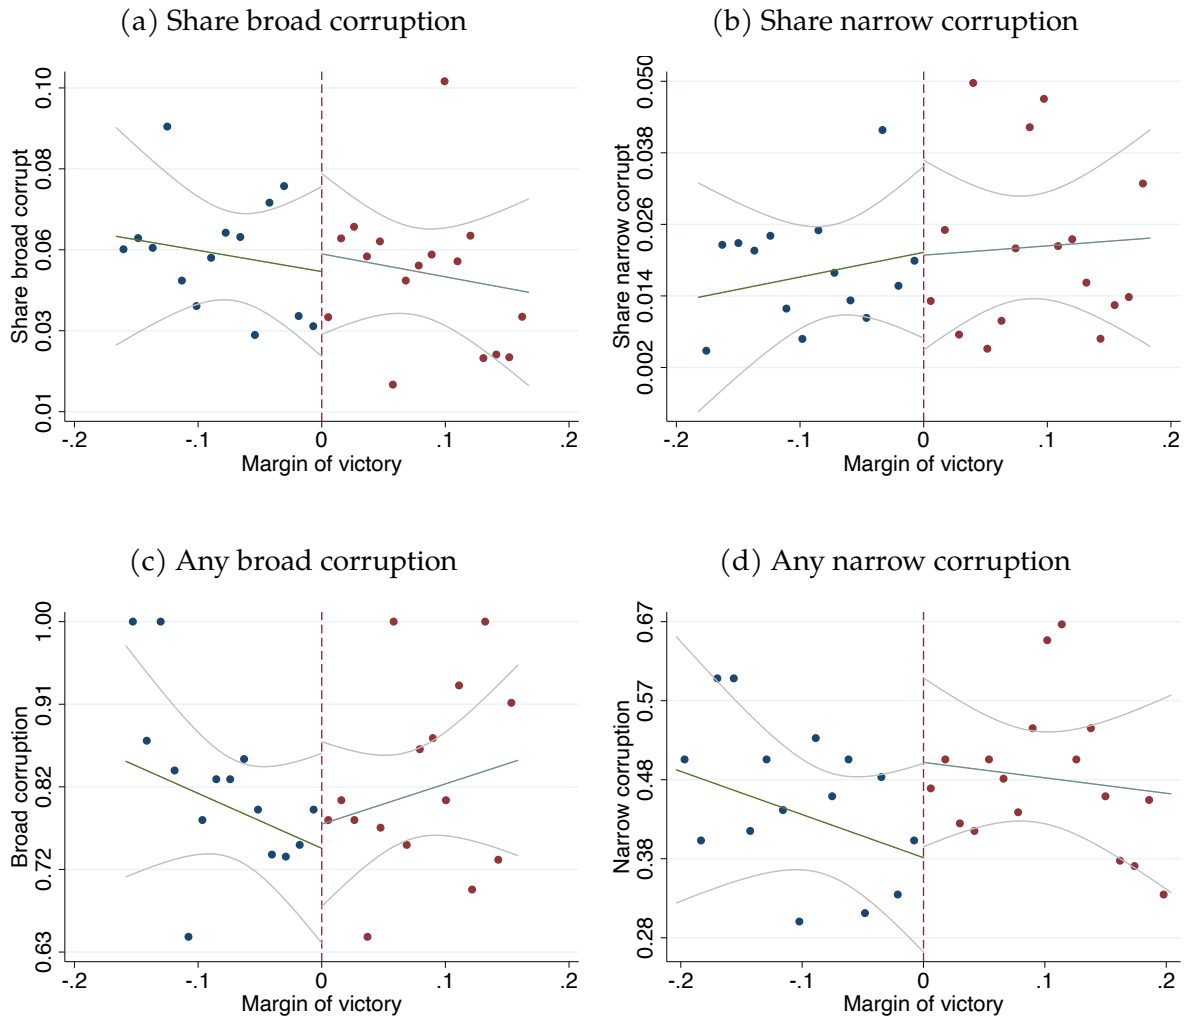 (a) Share broad corruption
Share broad corrupt
0.10
0.08
0.06
0.03
0.01
-.2 -.1 0 .1 .2
Margin of victory
(b) Share narrow corruption
Share narrow corrupt
0.050
0.038
0.026
0.014
0.002
-.2 -.1 0 .1 .2
Margin of victory
(c) Any broad corruption
Broad corruption
1.00
0.91
0.82
0.72
0.63
-.2 -.1 0 .1 .2
Margin of victory
(d) Any narrow corruption
Narrow corruption
0.67
0.57
0.48
0.38
0.28
-.2 -.1 0 .1 .2
Margin of victory